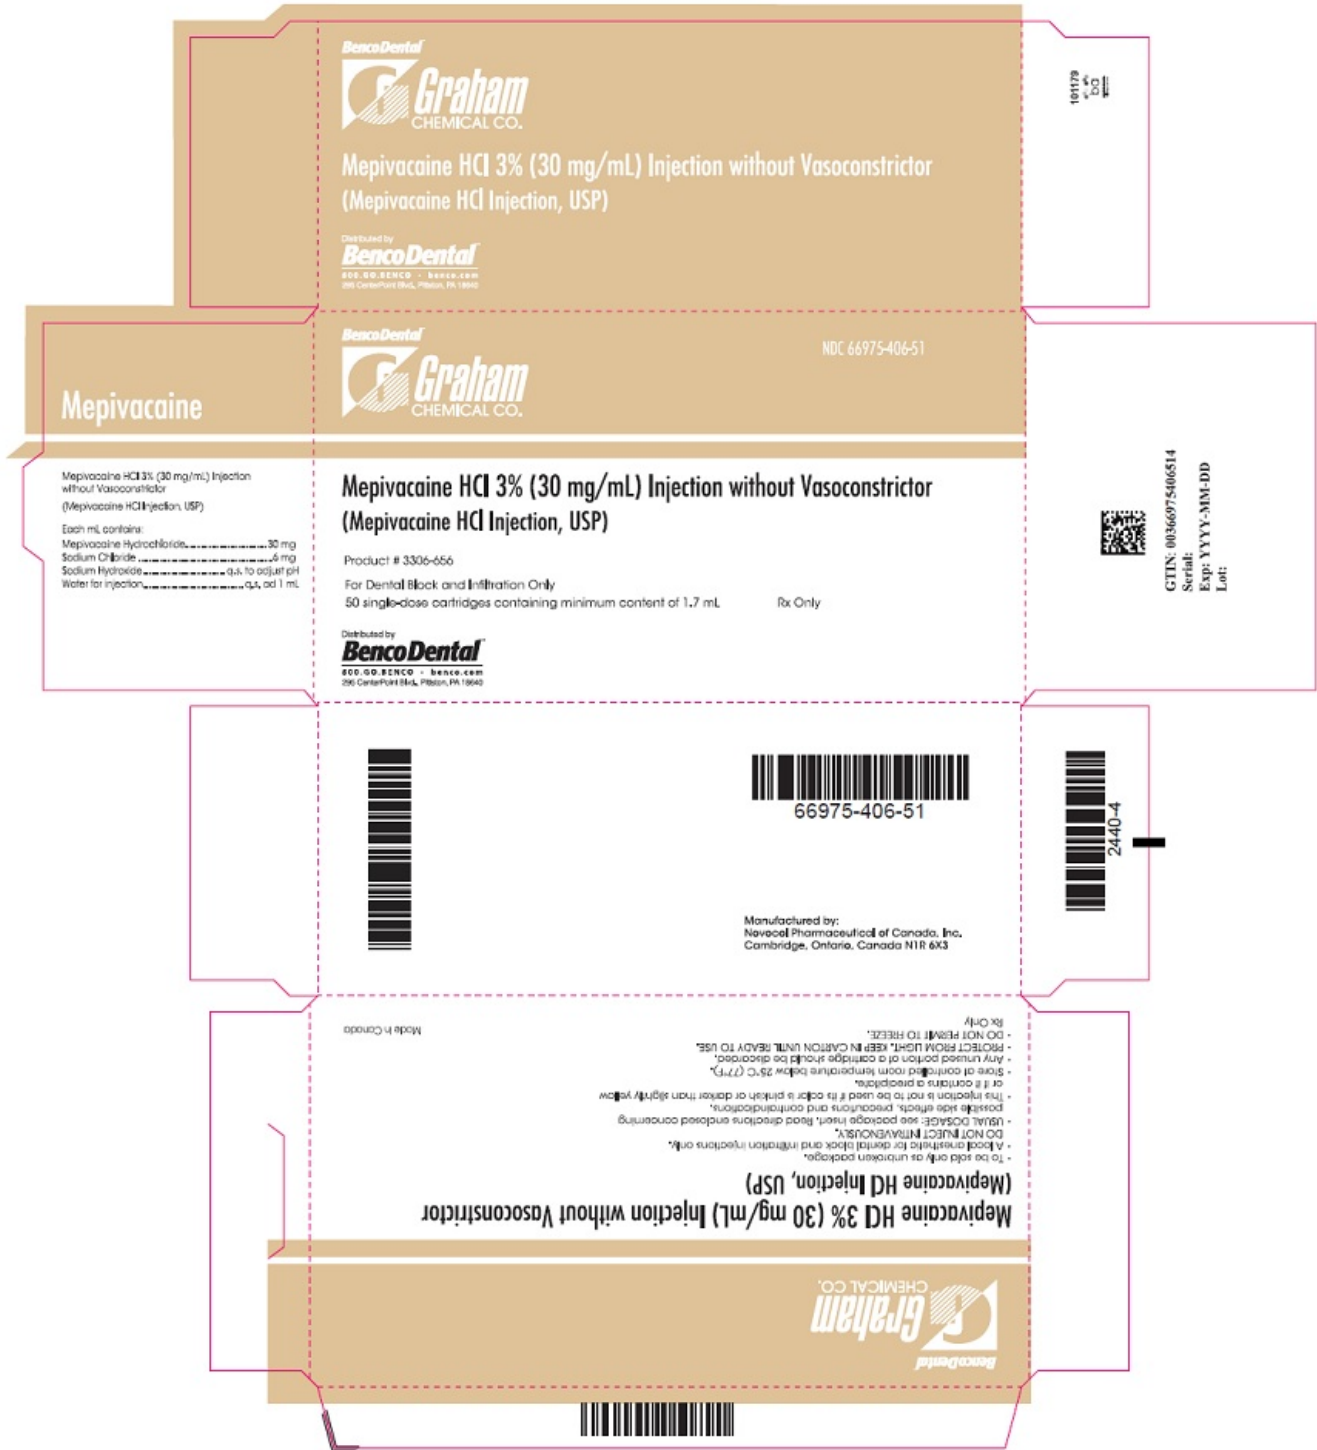 BencoDental
Graham
CHEMICAL CO.
Mepivacaine HCl 3% (30 mg/mL) Injection without Vasoconstrictor
(Mepivacaine HCl Injection, USP)
Distributed by
BencoDental
800.GO.BENCO - benco.com
295 CenterPoint Blvd., Pittston, PA 18640
101179
BencoDental
Graham
CHEMICAL CO.
NDC 66975-406-51
Mepivacaine
Mepivacaine HCl 3% (30 mg/mL) Injection
without Vasoconstrictor
(Mepivacaine HCl Injection, USP)
Each mL contains:
Mepivacaine Hydrochloride............30 mg
Sodium Chloride............6 mg
Sodium Hydroxide............q.s. to adjust pH
Water for injection............q.s. ad 1 mL
Mepivacaine HCl 3% (30 mg/mL) Injection without Vasoconstrictor
(Mepivacaine HCl Injection, USP)
Product # 3306-656
For Dental Block and Infiltration Only
50 single-dose cartridges containing minimum content of 1.7 mL Rx Only
Distributed by
BencoDental
800.GO.BENCO - benco.com
295 CenterPoint Blvd., Pittston, PA 18640
GTIN: 00366975406514
Serial:
Exp: YYYY-MM-DD
Lot:
66975-406-51
2440-4
Manufactured by:
Novocol Pharmaceutical of Canada, Inc.
Cambridge, Ontario, Canada N1R 6X3
BencoDental
Graham
CHEMICAL CO.
Mepivacaine HCl 3% (30 mg/mL) Injection without Vasoconstrictor
(Mepivacaine HCl Injection, USP)
- To be sold only as unbroken package.
- A local anesthetic for dental block and infiltration injections only.
DO NOT INJECT INTRAVENOUSLY.
- USUAL DOSAGE: see package insert. Read directions enclosed concerning
possible side effects, precautions and contraindications.
- This injection is not to be used if its color is pinkish or darker than slightly yellow
or if it contains a precipitate.
- Store at controlled room temperature below 25°C (77°F).
- Any unused portion of a cartridge should be discarded.
- PROTECT FROM LIGHT. KEEP IN CARTON UNTIL READY TO USE.
- DO NOT PERMIT TO FREEZE.
Rx Only
Made in Canada